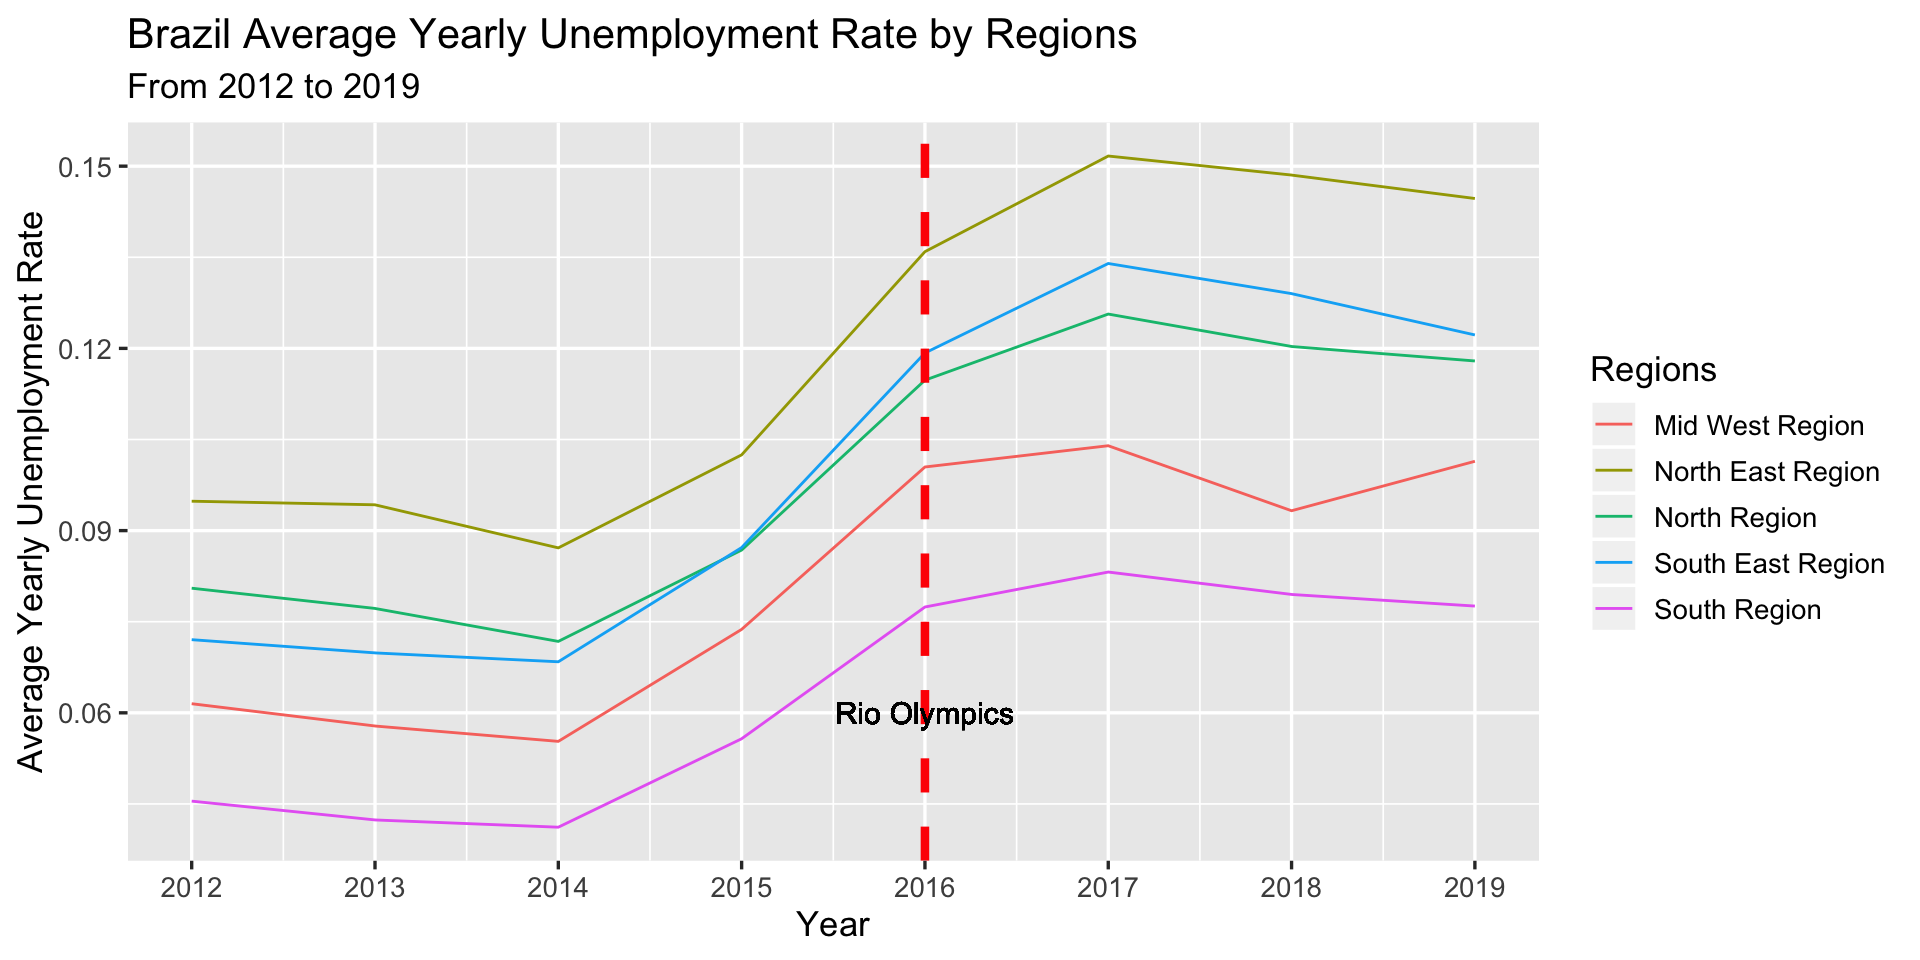 Brazil Average Yearly Unemployment Rate by Regions
From 2012 to 2019
Average Yearly Unemployment Rate
0.15
0.12
0.09
0.06
Rio Olympics
2012 2013 2014 2015 2016 2017 2018 2019
Year
Regions
Mid West Region
North East Region
North Region
South East Region
South Region